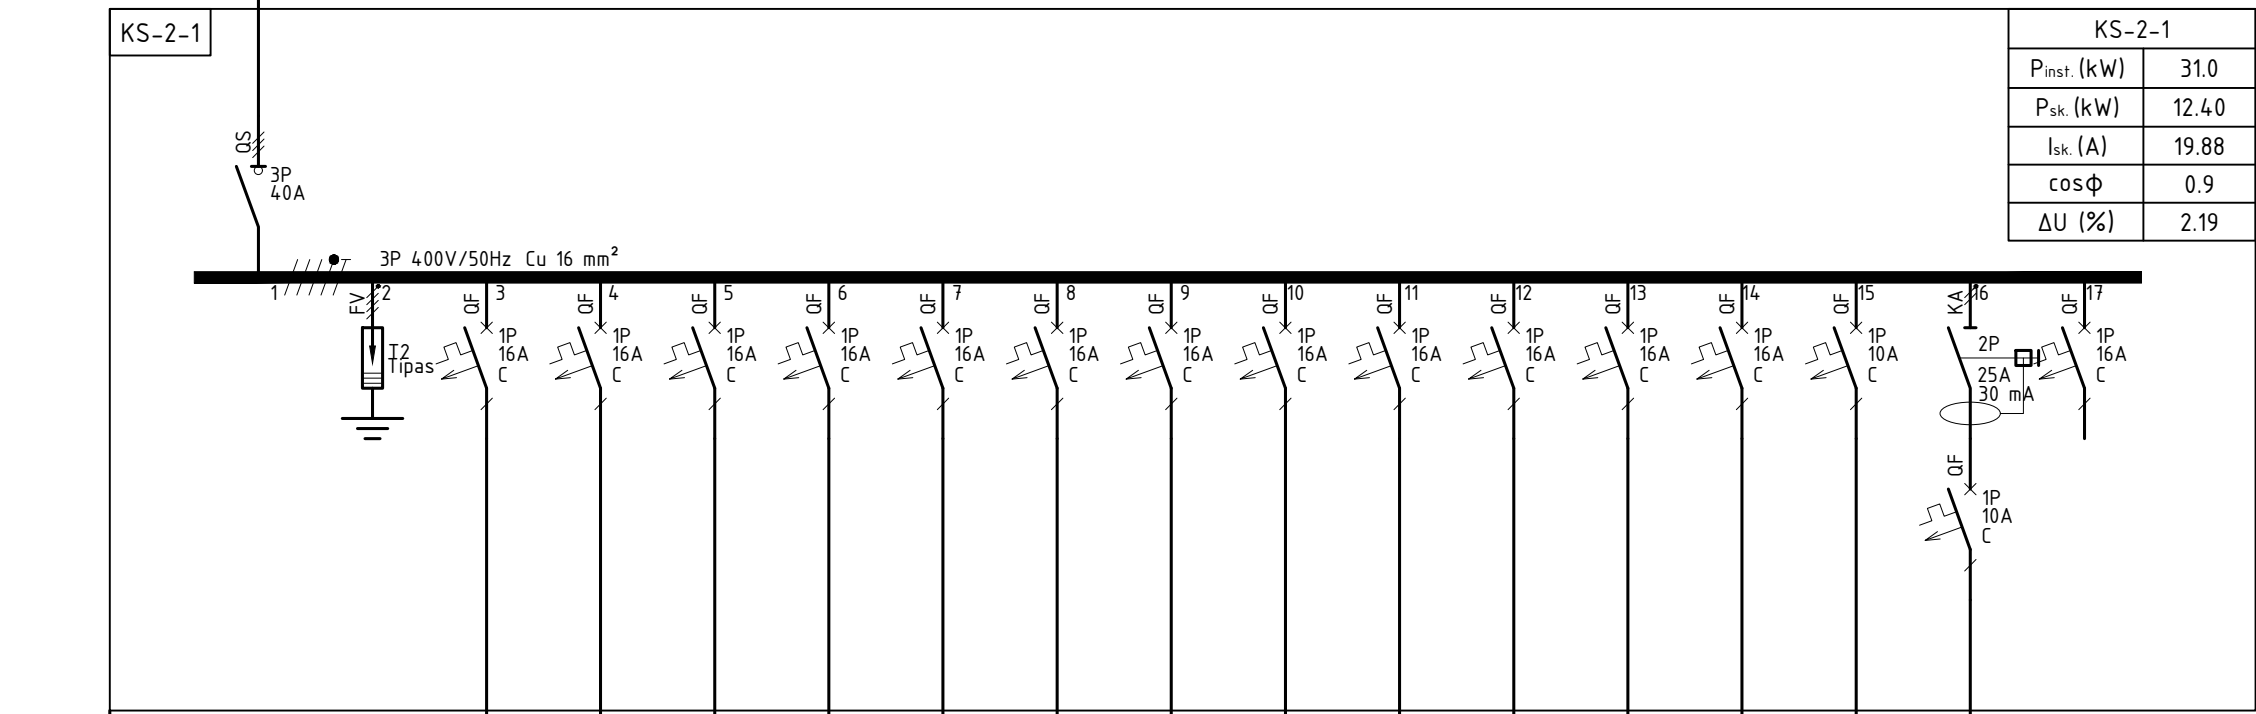 KS-2-1
KS-2-1
Pinst. (kW) 31.0
Psk. (kW) 12.40
Isk. (A) 19.88
cosϕ 0.9
ΔU (%) 2.19
QS
3P
40A
3P 400V/50Hz Cu 16 mm²
1 2 3 4 5 6 7 8 9 10 11 12 13 14 15 16 17
FV QF QF QF QF QF QF QF QF QF QF QF QF QF KA QF
T2
Tipas
1P
16A
C
1P
16A
C
1P
16A
C
1P
16A
C
1P
16A
C
1P
16A
C
1P
16A
C
1P
16A
C
1P
16A
C
1P
16A
C
1P
16A
C
1P
16A
C
1P
10A
C
2P
25A
30 mA
1P
16A
C
QF
1P
10A
C